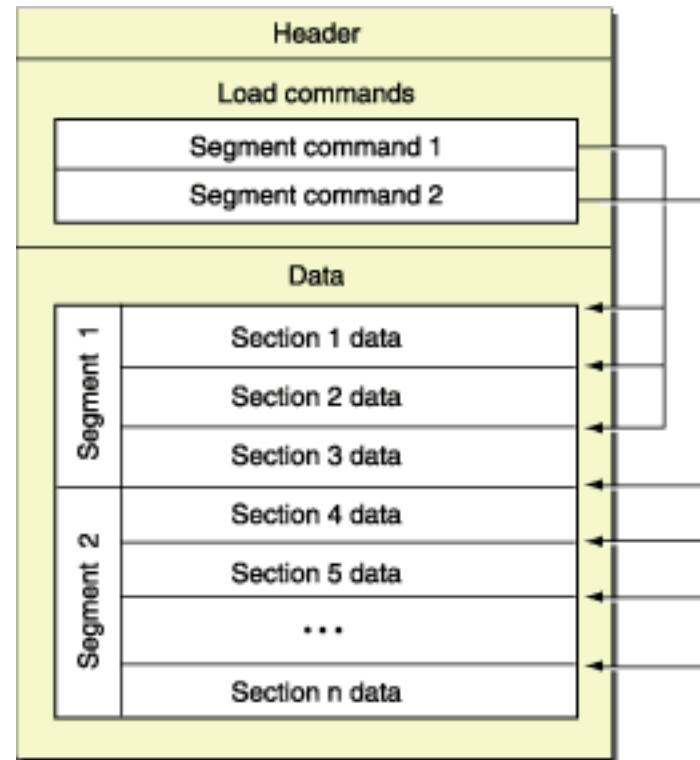 Header
Load commands
Segment command 1
Segment command 2
Data
Segment 1
Section 1 data
Section 2 data
Section 3 data
Segment 2
Section 4 data
Section 5 data
...
Section n data